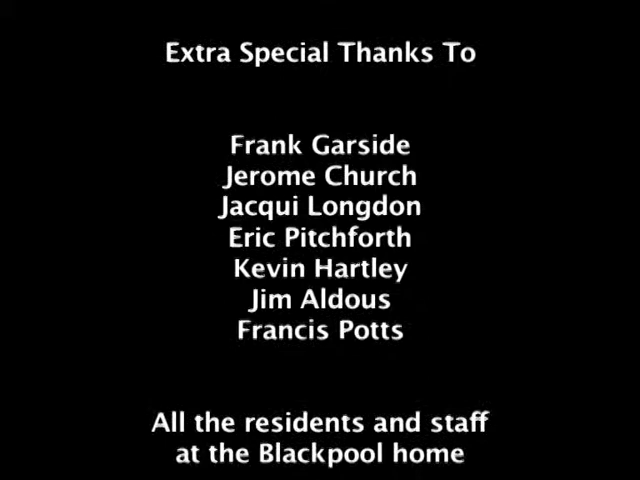 Extra Special Thanks To
Frank Garside
Jerome Church
Jacqui Longdon
Eric Pitchforth
Kevin Hartley
Jim Aldous
Francis Potts
All the residents and staff
at the Blackpool home